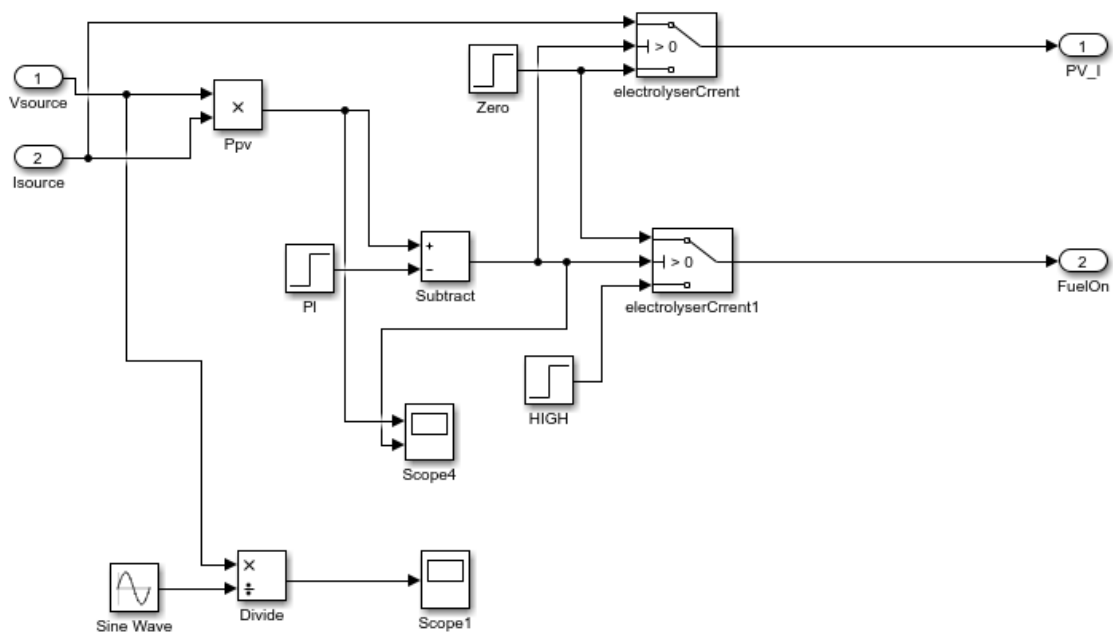 > 0
electrolyserCrrent
1
PV_I
Zero
1
Vsource
×
Ppv
2
Isource
+
−
Subtract
Pl
> 0
electrolyserCrrent1
2
FuelOn
HIGH
Scope4
×
÷
Divide
Sine Wave
Scope1